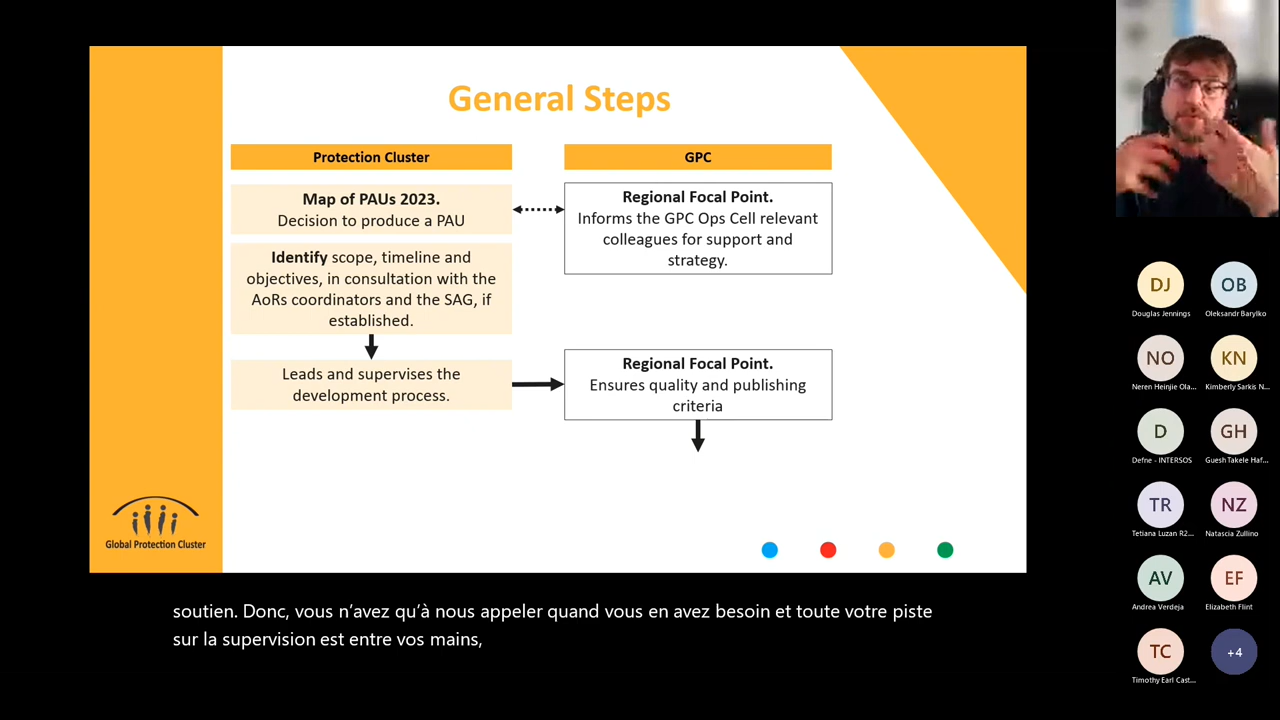 General Steps
Protection Cluster
GPC
Map of PAUs 2023.
Decision to produce a PAU
Regional Focal Point.
Informs the GPC Ops Cell relevant
colleagues for support and
strategy.
Identify scope, timeline and
objectives, in consultation with the
AoRs coordinators and the SAG, if
established.
Leads and supervises the
development process.
Regional Focal Point.
Ensures quality and publishing
criteria
Global Protection Cluster
soutien. Donc, vous n’avez qu’à nous appeler quand vous en avez besoin et toute votre piste
sur la supervision est entre vos mains,
DJ
Douglas Jennings
OB
Oleksandr Barylko
NO
Neren Heinjie Ola...
KN
Kimberly Sarkis N...
D
Defne - INTERSOS
GH
Guesh Takele Haf...
TR
Tetiana Luzan R2...
NZ
Natascia Zullino
AV
Andrea Verdeja
EF
Elizabeth Flint
TC
Timothy Earl Cast...
+4